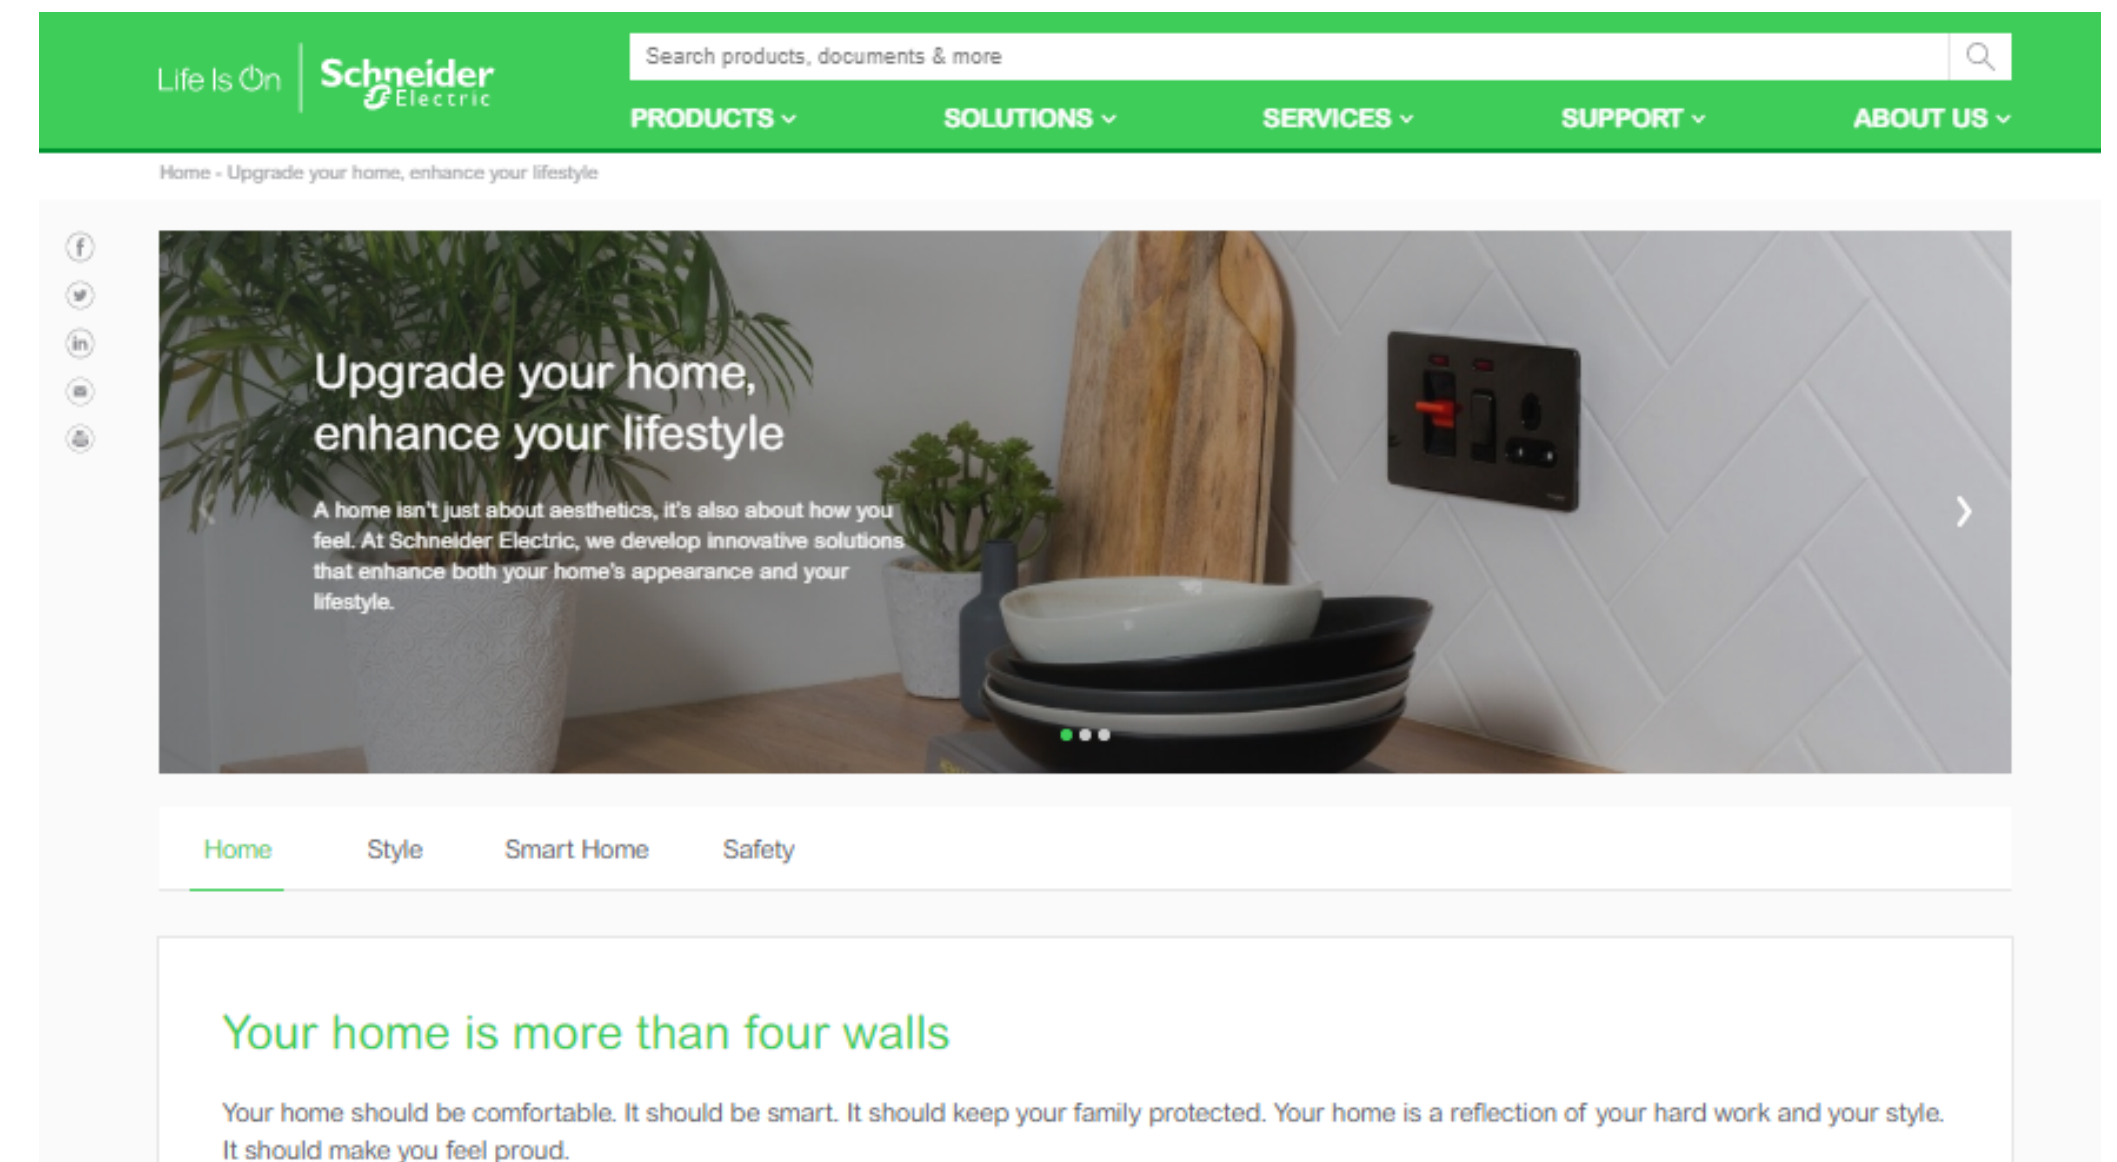 Life Is On
Schneider
Electric
Search products, documents & more
PRODUCTS
SOLUTIONS
SERVICES
SUPPORT
ABOUT US
Home - Upgrade your home, enhance your lifestyle
Upgrade your home,
enhance your lifestyle
A home isn't just about aesthetics, it's also about how you
feel. At Schneider Electric, we develop innovative solutions
that enhance both your home's appearance and your
lifestyle.
Home
Style
Smart Home
Safety
Your home is more than four walls
Your home should be comfortable. It should be smart. It should keep your family protected. Your home is a reflection of your hard work and your style.
It should make you feel proud.